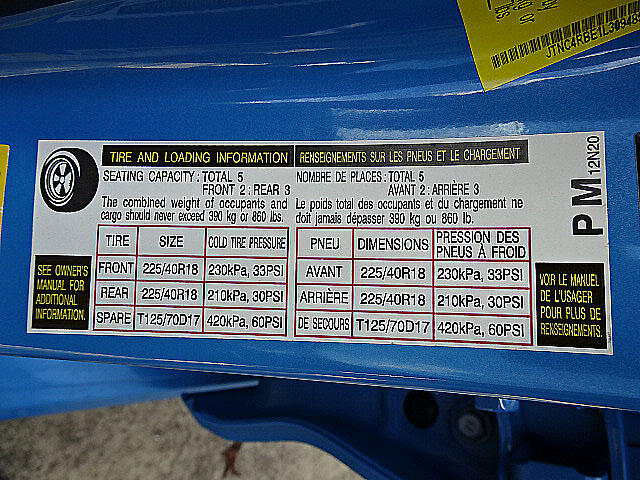 JTNC4RBE1L3094
TIRE AND LOADING INFORMATION
RENSEIGNEMENTS SUR LES PNEUS ET LE CHARGEMENT
SEATING CAPACITY: TOTAL 5
FRONT 2 : REAR 3
NOMBRE DE PLACES: TOTAL 5
AVANT 2 : ARRIÈRE 3
The combined weight of occupants and
cargo should never exceed 390 kg or 860 lbs.
Le poids total des occupants et du chargement ne
doit jamais dépasser 390 kg ou 860 lb.
TIRE SIZE COLD TIRE PRESSURE
FRONT 225/40R18 230kPa, 33PSI
REAR 225/40R18 210kPa, 30PSI
SPARE T125/70D17 420kPa, 60PSI
PNEU DIMENSIONS PRESSION DES
PNEUS À FROID
AVANT 225/40R18 230kPa, 33PSI
ARRIÈRE 225/40R18 210kPa, 30PSI
DE SECOURS T125/70D17 420kPa, 60PSI
SEE OWNER'S
MANUAL FOR
ADDITIONAL
INFORMATION.
VOIR LE MANUEL
DE L'USAGER
POUR PLUS DE
RENSEIGNEMENTS.
PM
12N20